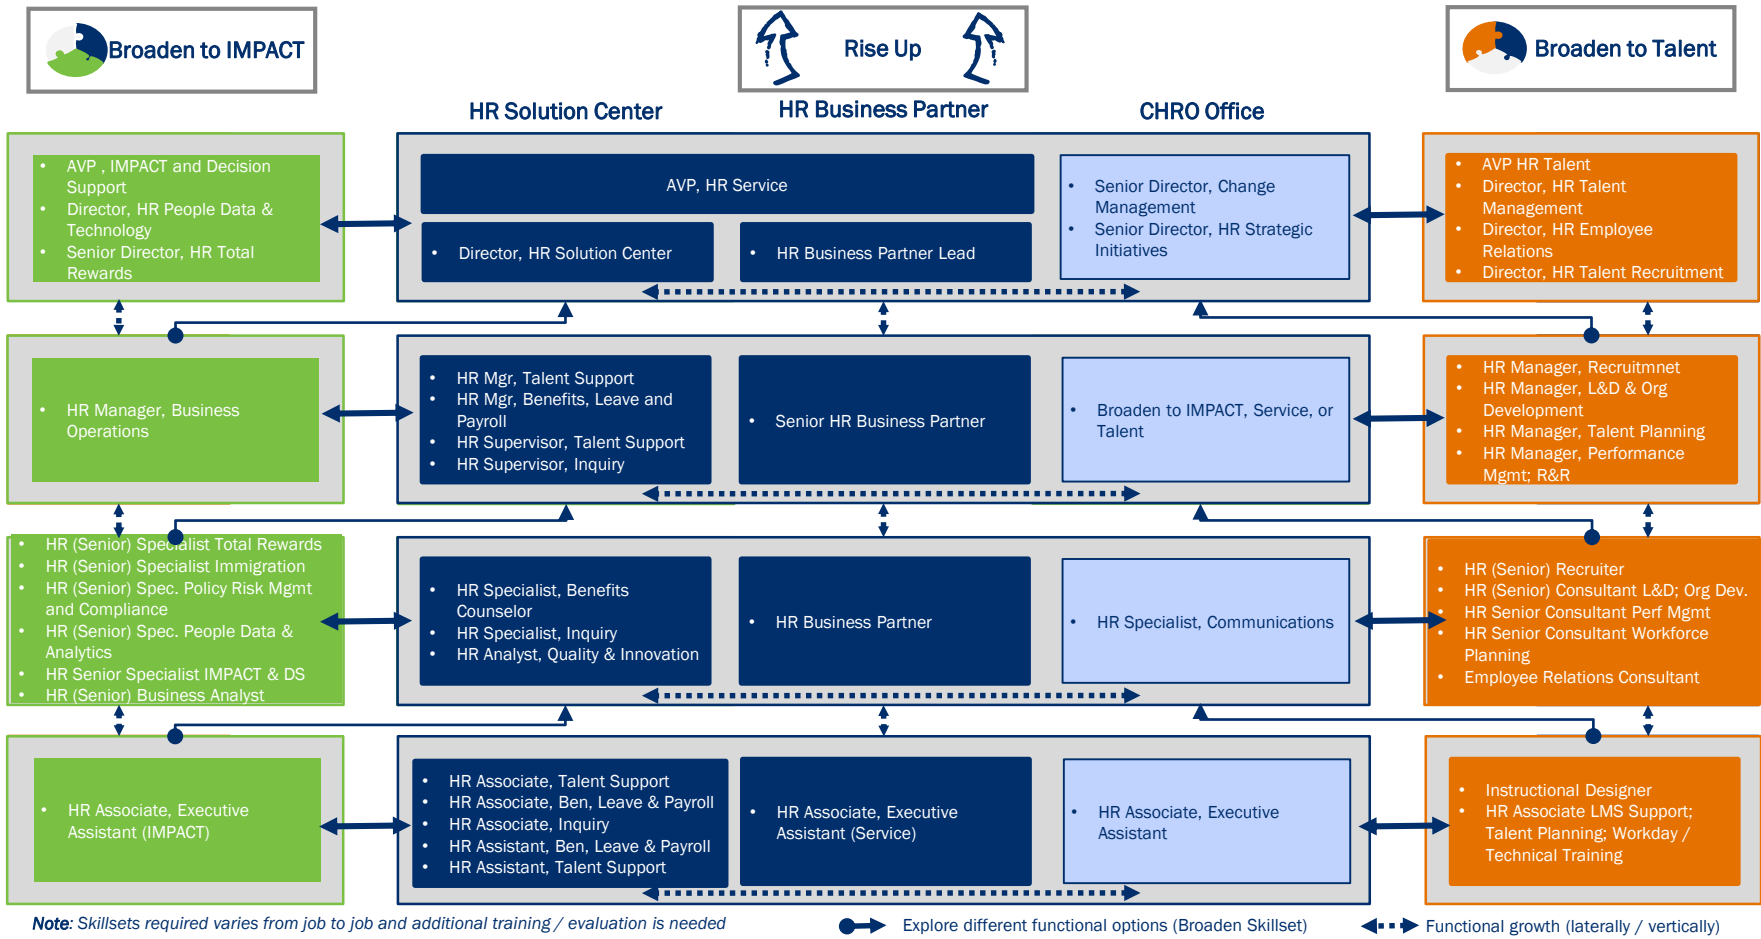 Broaden to IMPACT
Rise Up
Broaden to Talent
HR Solution Center
HR Business Partner
CHRO Office
• AVP , IMPACT and Decision
Support
• Director, HR People Data &
Technology
• Senior Director, HR Total
Rewards
AVP, HR Service
• Director, HR Solution Center
• HR Business Partner Lead
• Senior Director, Change
Management
• Senior Director, HR Strategic
Initiatives
• AVP HR Talent
• Director, HR Talent
Management
• Director, HR Employee
Relations
• Director, HR Talent Recruitment
• HR Manager, Business
Operations
• HR Mgr, Talent Support
• HR Mgr, Benefits, Leave and
Payroll
• HR Supervisor, Talent Support
• HR Supervisor, Inquiry
• Senior HR Business Partner
• Broaden to IMPACT, Service, or
Talent
• HR Manager, Recruitmnet
• HR Manager, L&D & Org
Development
• HR Manager, Talent Planning
• HR Manager, Performance
Mgmt; R&R
• HR (Senior) Specialist Total Rewards
• HR (Senior) Specialist Immigration
• HR (Senior) Spec. Policy Risk Mgmt
and Compliance
• HR (Senior) Spec. People Data &
Analytics
• HR Senior Specialist IMPACT & DS
• HR (Senior) Business Analyst
• HR Specialist, Benefits
Counselor
• HR Specialist, Inquiry
• HR Analyst, Quality & Innovation
• HR Business Partner
• HR Specialist, Communications
• HR (Senior) Recruiter
• HR (Senior) Consultant L&D; Org Dev.
• HR Senior Consultant Perf Mgmt
• HR Senior Consultant Workforce
Planning
• Employee Relations Consultant
• HR Associate, Executive
Assistant (IMPACT)
• HR Associate, Talent Support
• HR Associate, Ben, Leave & Payroll
• HR Associate, Inquiry
• HR Assistant, Ben, Leave & Payroll
• HR Assistant, Talent Support
• HR Associate, Executive
Assistant (Service)
• HR Associate, Executive
Assistant
• Instructional Designer
• HR Associate LMS Support;
Talent Planning; Workday /
Technical Training
Note: Skillsets required varies from job to job and additional training / evaluation is needed
Explore different functional options (Broaden Skillset)
Functional growth (laterally / vertically)